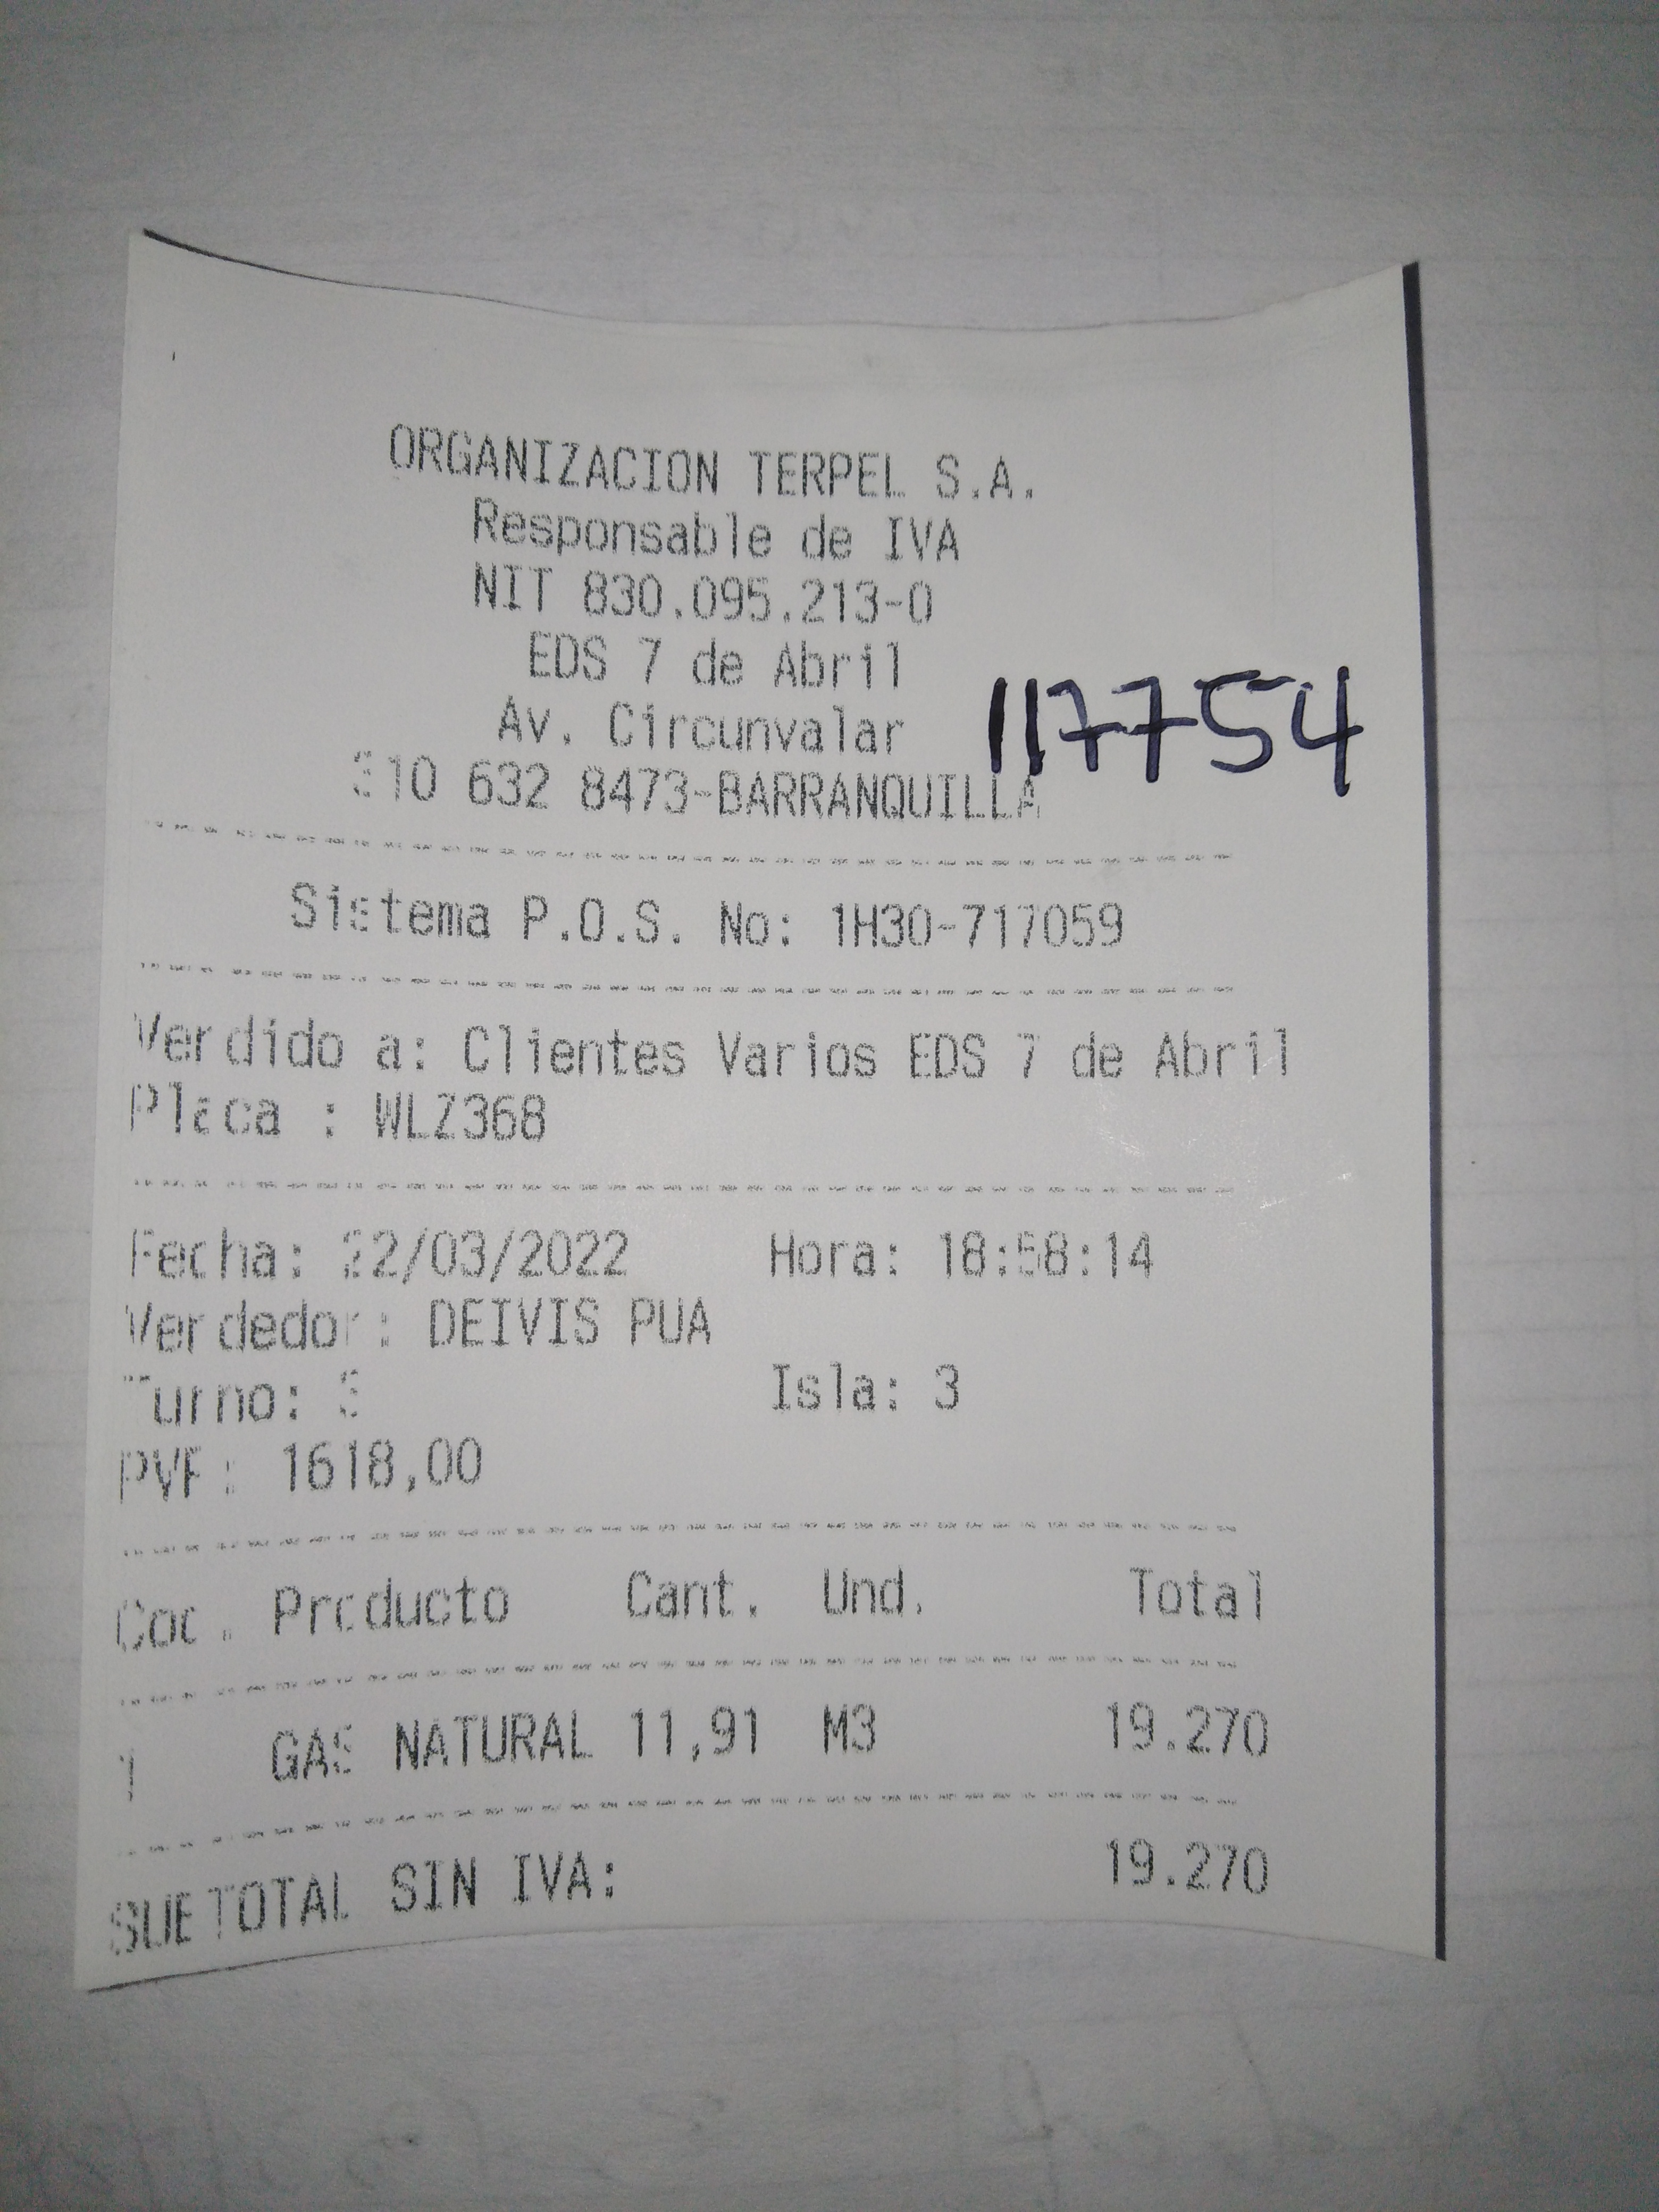 ORGANIZACION TERPEL S.A.
Responsable de IVA
NIT 830.095.213-0
EDS 7 de Abril
Av. Circunvalar
117754
310 632 8473-BARRANQUILLA
Sistema P.O.S. No: 1H30-717059
Vendido a: Clientes Varios EDS 7 de Abril
Placa : WLZ368
Fecha: 22/03/2022 Hora: 18:58:14
Vendedor: DEIVIS PUA
Turno: Isla: 3
PVP: 1618,00
Cod. Producto Cant. Und. Total
1 GAS NATURAL 11,91 M3 19.270
SUBTOTAL SIN IVA: 19.270